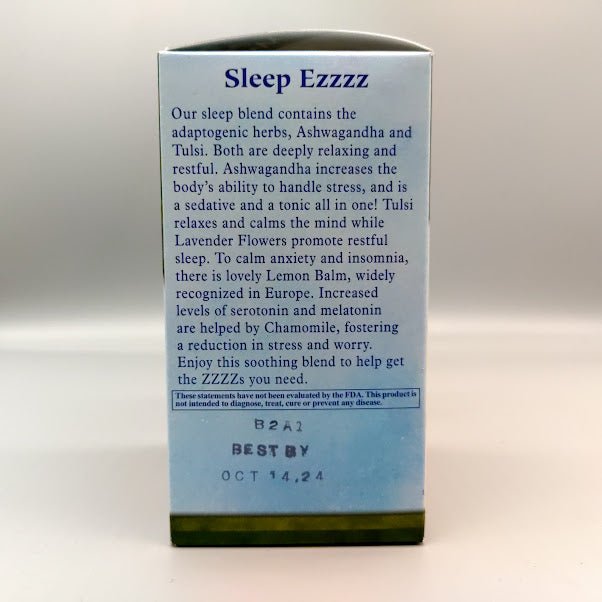 Sleep Ezzzz
Our sleep blend contains the
adaptogenic herbs, Ashwagandha and
Tulsi. Both are deeply relaxing and
restful. Ashwagandha increases the
body's ability to handle stress, and is
a sedative and a tonic all in one! Tulsi
relaxes and calms the mind while
Lavender Flowers promote restful
sleep. To calm anxiety and insomnia,
there is lovely Lemon Balm, widely
recognized in Europe. Increased
levels of serotonin and melatonin
are helped by Chamomile, fostering
a reduction in stress and worry.
Enjoy this soothing blend to help get
the ZZZZs you need.
These statements have not been evaluated by the FDA. This product is
not intended to diagnose, treat, cure or prevent any disease.
B2A1
BEST BY
OCT 14,24